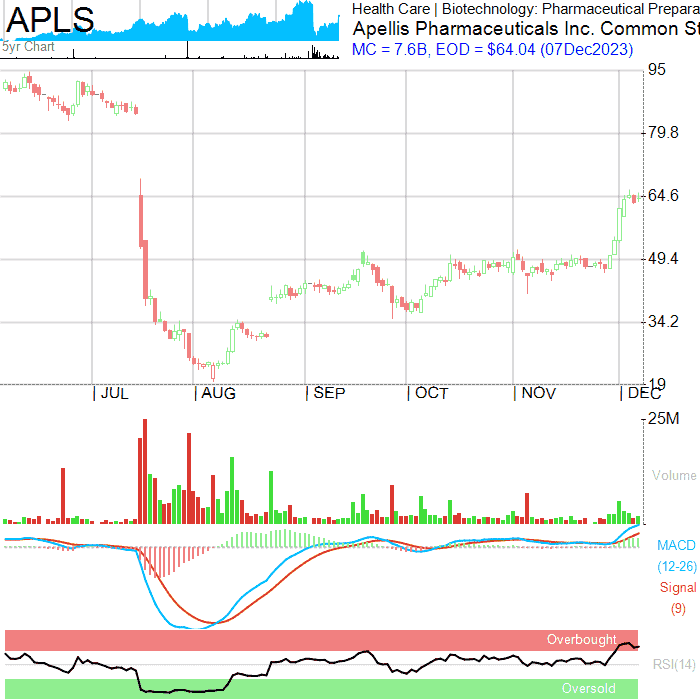 APLS
5yr Chart
Health Care | Biotechnology: Pharmaceutical Prepara
Apellis Pharmaceuticals Inc. Common St
MC = 7.6B, EOD = $64.04 (07Dec2023)
95
79.8
64.6
49.4
34.2
19
| JUL | AUG | SEP | OCT | NOV | DEC
25M
Volume
MACD
(12-26)
Signal
(9)
Overbought
RSI(14)
Oversold